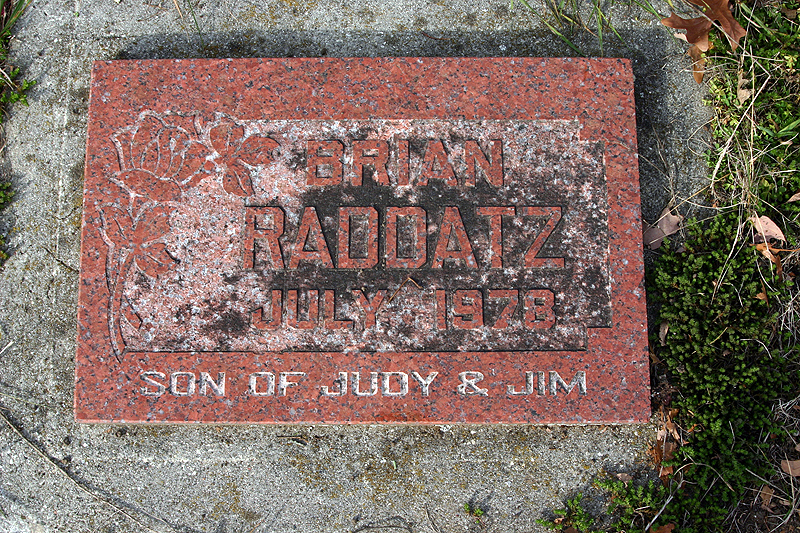 BRIAN
RADDATZ
JULY 1978
SON OF JUDY & JIM